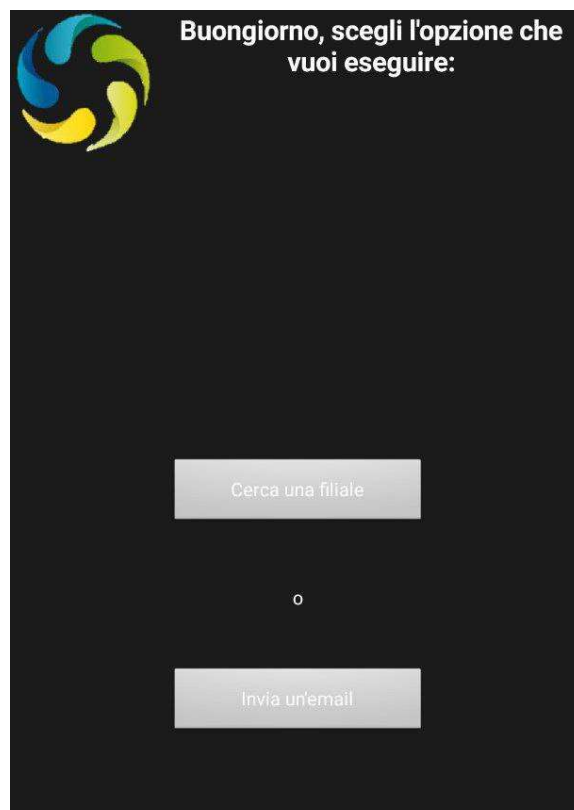 Buongiorno, scegli l'opzione che
vuoi eseguire:
Cerca una filiale
o
Invia un'email